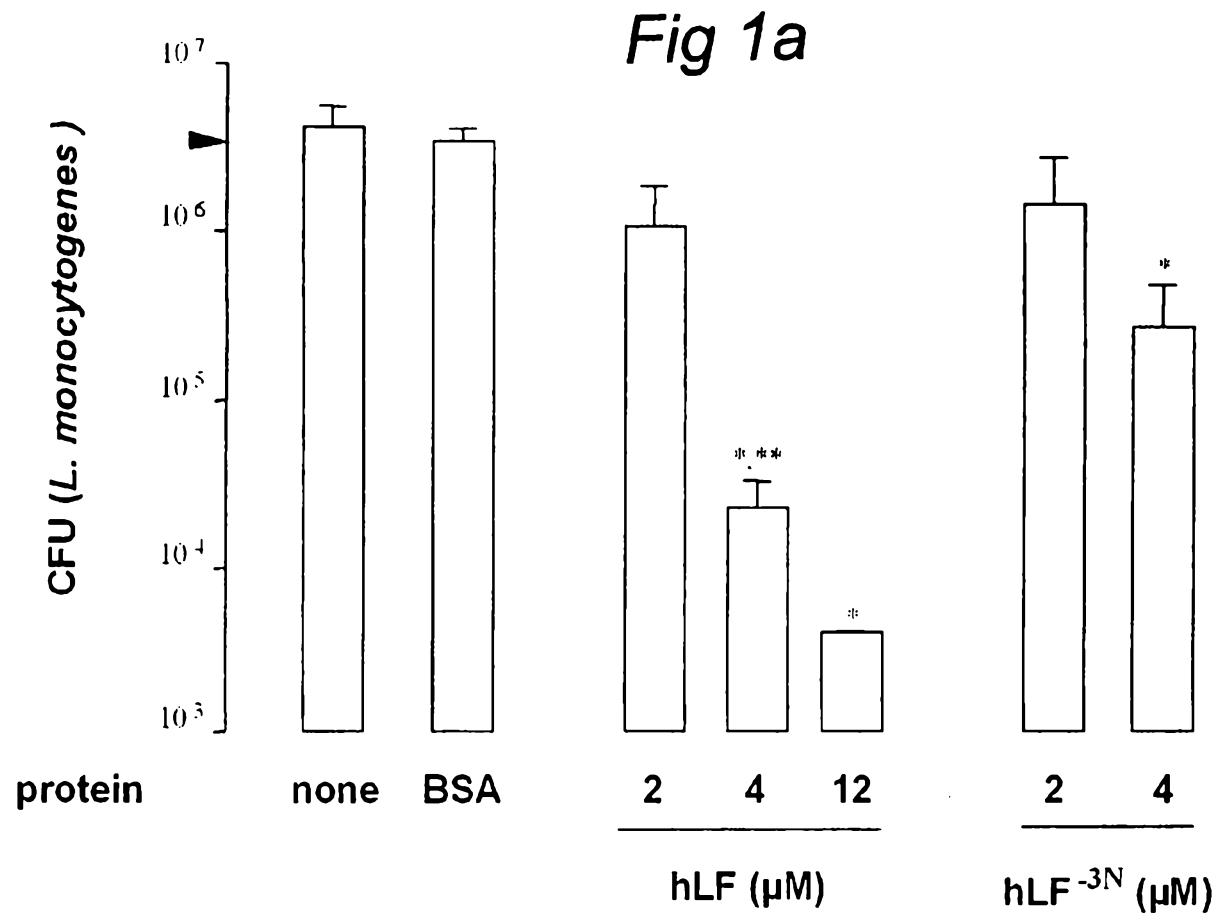 Fig 1a
CFU (L. monocytogenes)
10⁷
10⁶
10⁵
10⁴
10³
* **
*
*
protein
none
BSA
2
4
12
2
4
hLF (µM)
hLF⁻³ᴺ (µM)